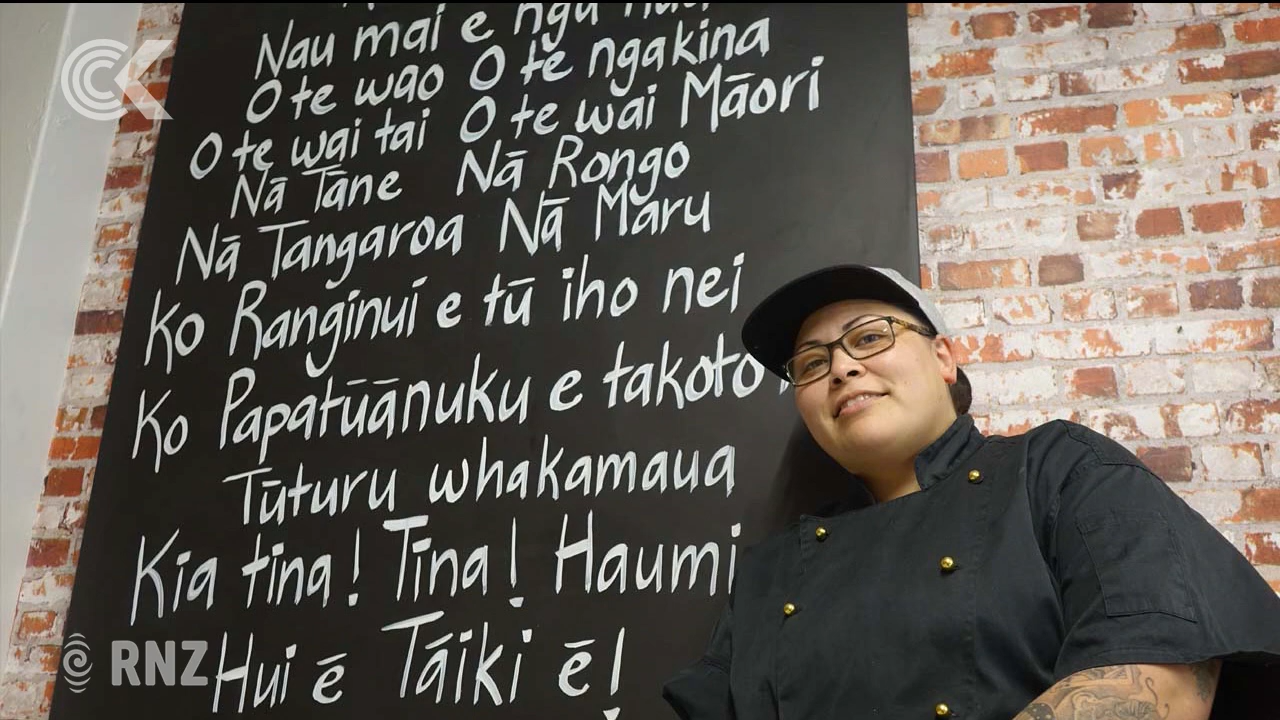 Nau mai e ngā hua
O te wao O te ngakina
O te wai tai O te wai Māori
Nā Tāne Nā Rongo
Nā Tangaroa Nā Maru
Ko Ranginui e tū iho nei
Ko Papatūānuku e takoto
Tūturu whakamaua
Kia tina! Tīna! Haumi
Hui ē Tāiki ē!
RNZ